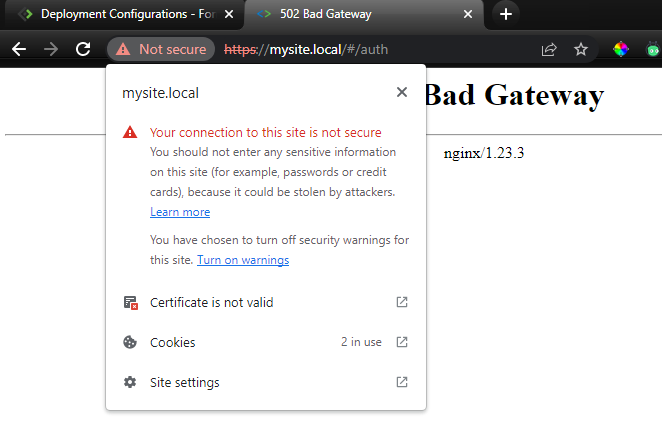 Deployment Configurations - For
502 Bad Gateway
Not secure
https://mysite.local/#/auth
mysite.local
Bad Gateway
Your connection to this site is not secure
You should not enter any sensitive information
on this site (for example, passwords or credit
cards), because it could be stolen by attackers.
Learn more
You have chosen to turn off security warnings for
this site. Turn on warnings
nginx/1.23.3
Certificate is not valid
Cookies
2 in use
Site settings